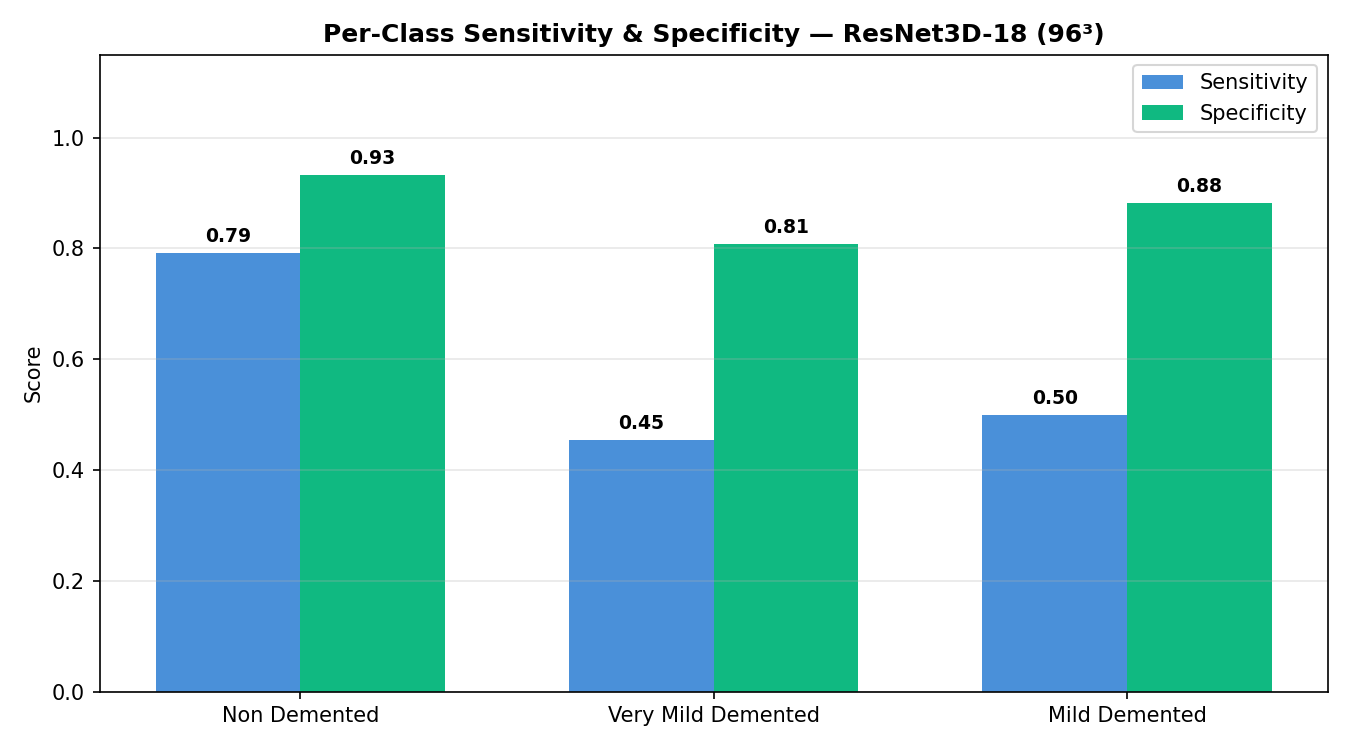 Per-Class Sensitivity & Specificity — ResNet3D-18 (96³)
Sensitivity
Specificity
Score
1.0
0.8
0.6
0.4
0.2
0.0
0.79
0.93
0.45
0.81
0.50
0.88
Non Demented
Very Mild Demented
Mild Demented